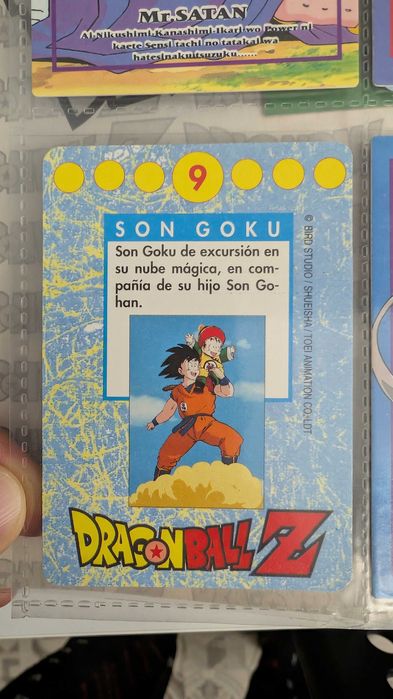 Mr. SATAN
Ai Nikushimi Kanashimi Ikari wo Power ni
kaete Sensi tachi no tatakai wa
hatesinakutsuzuku......
9
SON GOKU
Son Goku de excursión en
su nube mágica, en com-
pañía de su hijo Son Go-
han.
© BIRD STUDIO / SHUEISHA / TOEI ANIMATION CO., LDT.
DRAGON BALL Z